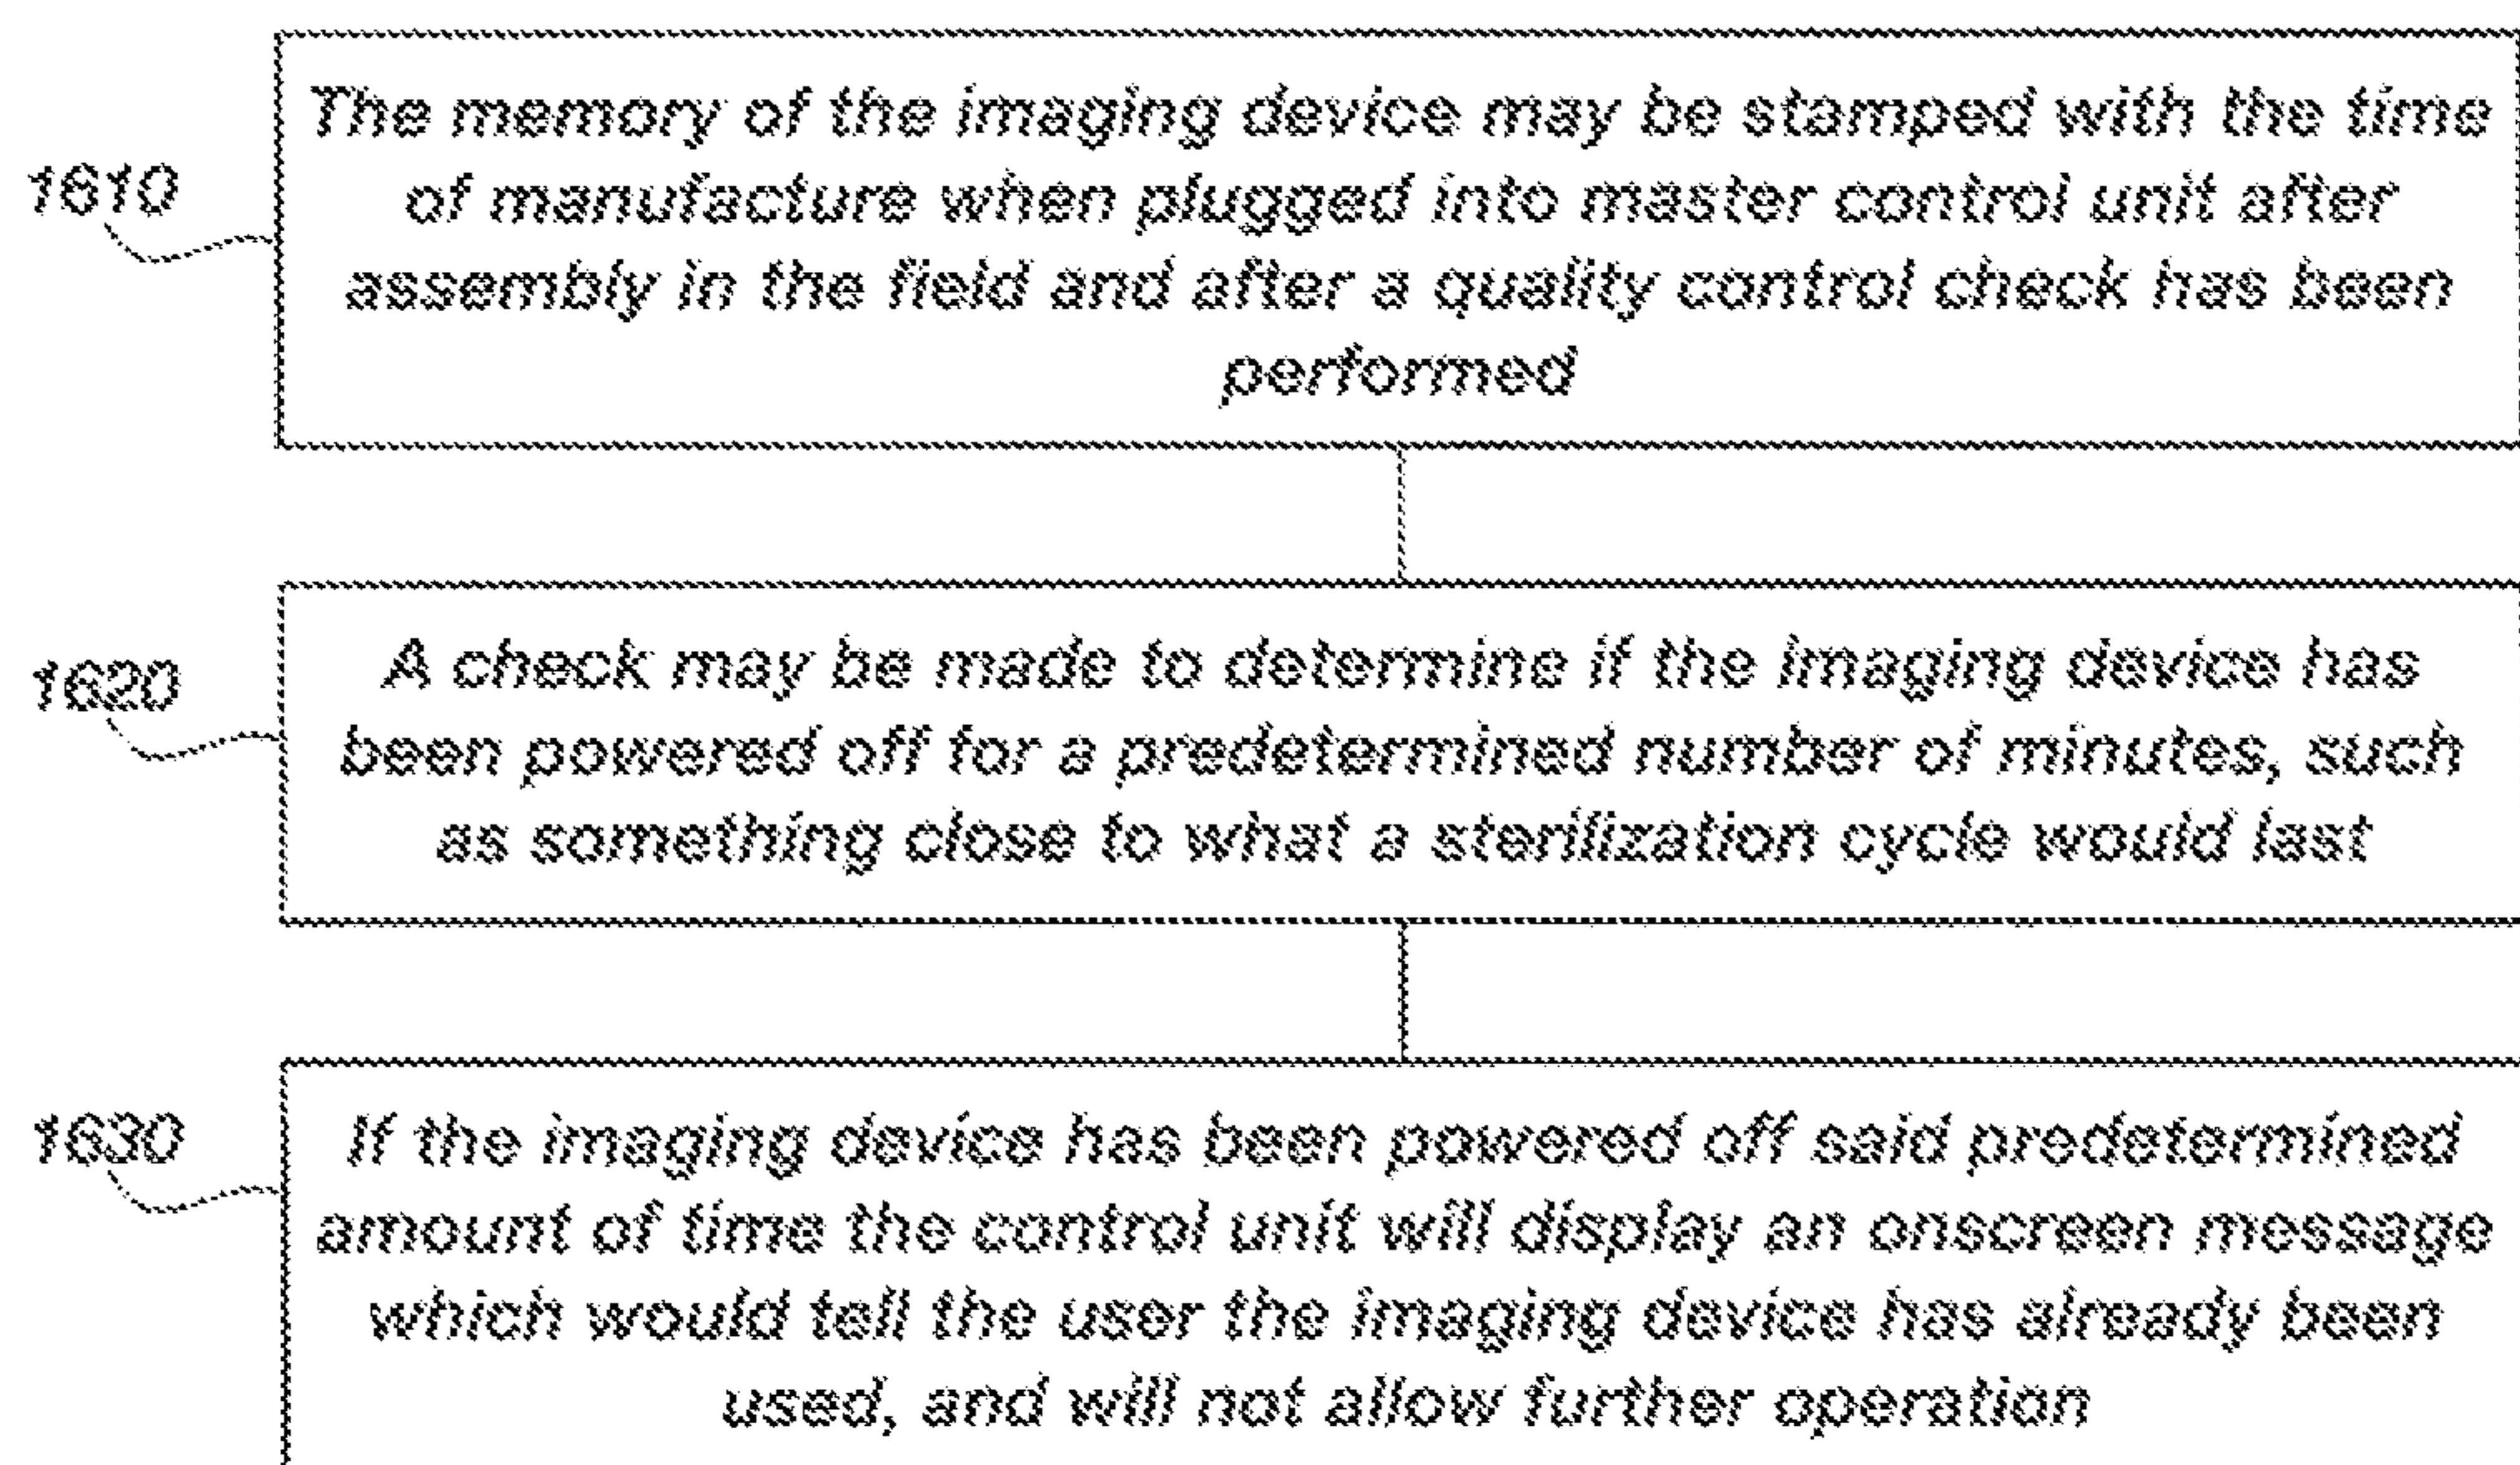 The memory of the imaging device may be stamped with the time
of manufacture when plugged into master control unit after
assembly in the field and after a quality control check has been
performed
1610
A check may be made to determine if the imaging device has
been powered off for a predetermined number of minutes, such
as something close to what a sterilization cycle would last
1620
If the imaging device has been powered off said predetermined
amount of time the control unit will display an onscreen message
which would tell the user the imaging device has already been
used, and will not allow further operation
1630